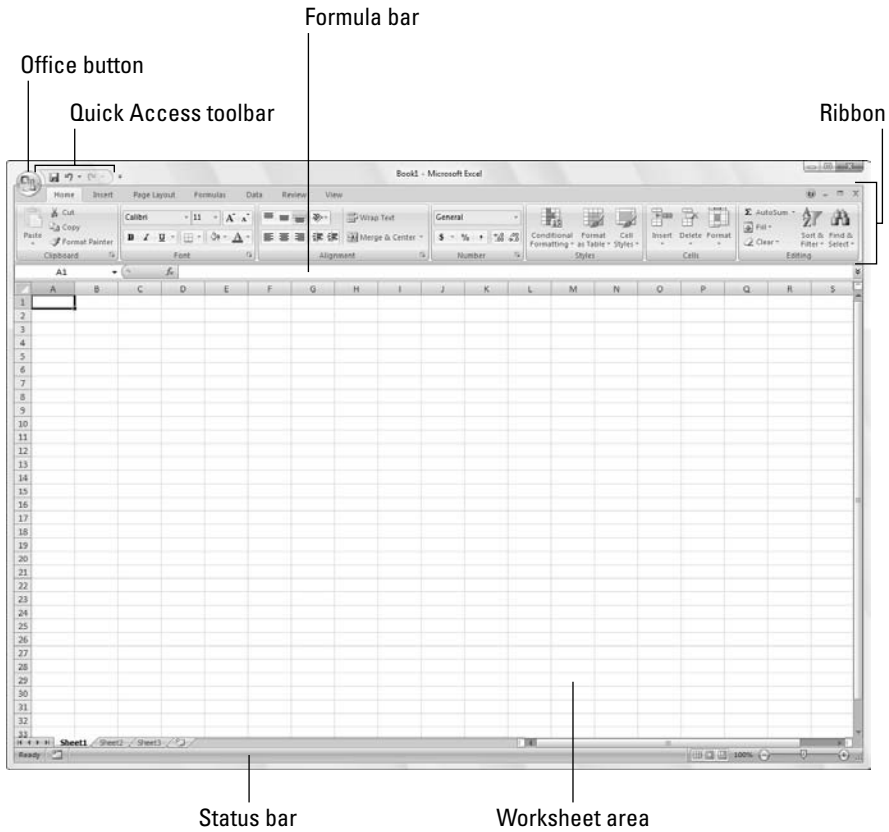 Formula bar
Office button
Quick Access toolbar
Ribbon
Book1 - Microsoft Excel
Home Insert Page Layout Formulas Data Review View
Cut
Copy
Paste
Format Painter
Clipboard
Calibri 11
B I U
Font
Wrap Text
Merge & Center
Alignment
General
$ % ,
Number
Conditional Formatting
Format as Table
Cell Styles
Styles
Insert Delete Format
Cells
Σ AutoSum
Fill
Clear
Sort & Filter
Find & Select
Editing
A1 fx
A B C D E F G H I J K L M N O P Q R S
1
2
3
4
5
6
7
8
9
10
11
12
13
14
15
16
17
18
19
20
21
22
23
24
25
26
27
28
29
30
31
32
33
Sheet1 Sheet2 Sheet3
Ready 100%
Status bar
Worksheet area